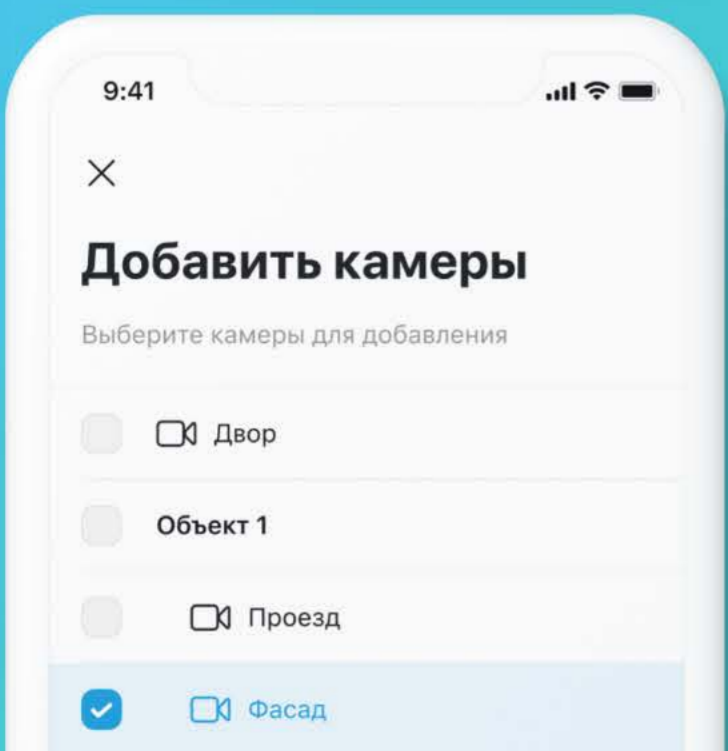 9:41
Добавить камеры
Выберите камеры для добавления
Двор
Объект 1
Проезд
Фасад